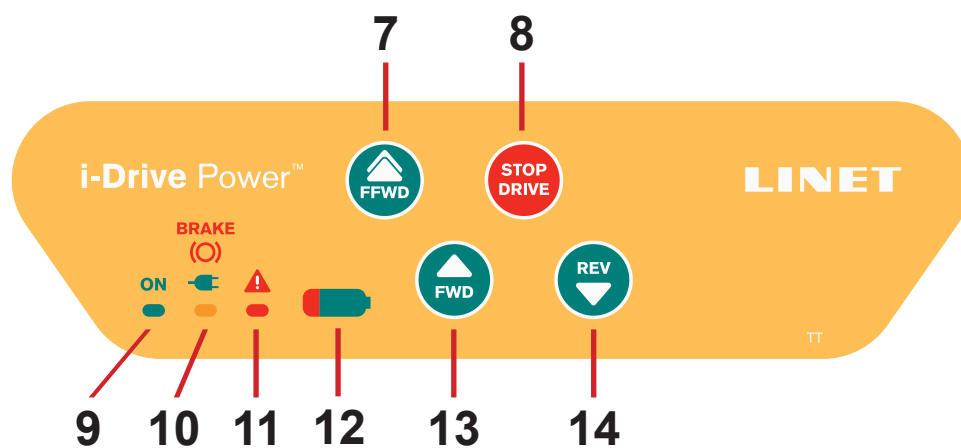 7 8
i-Drive Power™
FFWD
STOP
DRIVE
LINET
BRAKE
ON
FWD
REV
TT
9 10 11 12 13 14